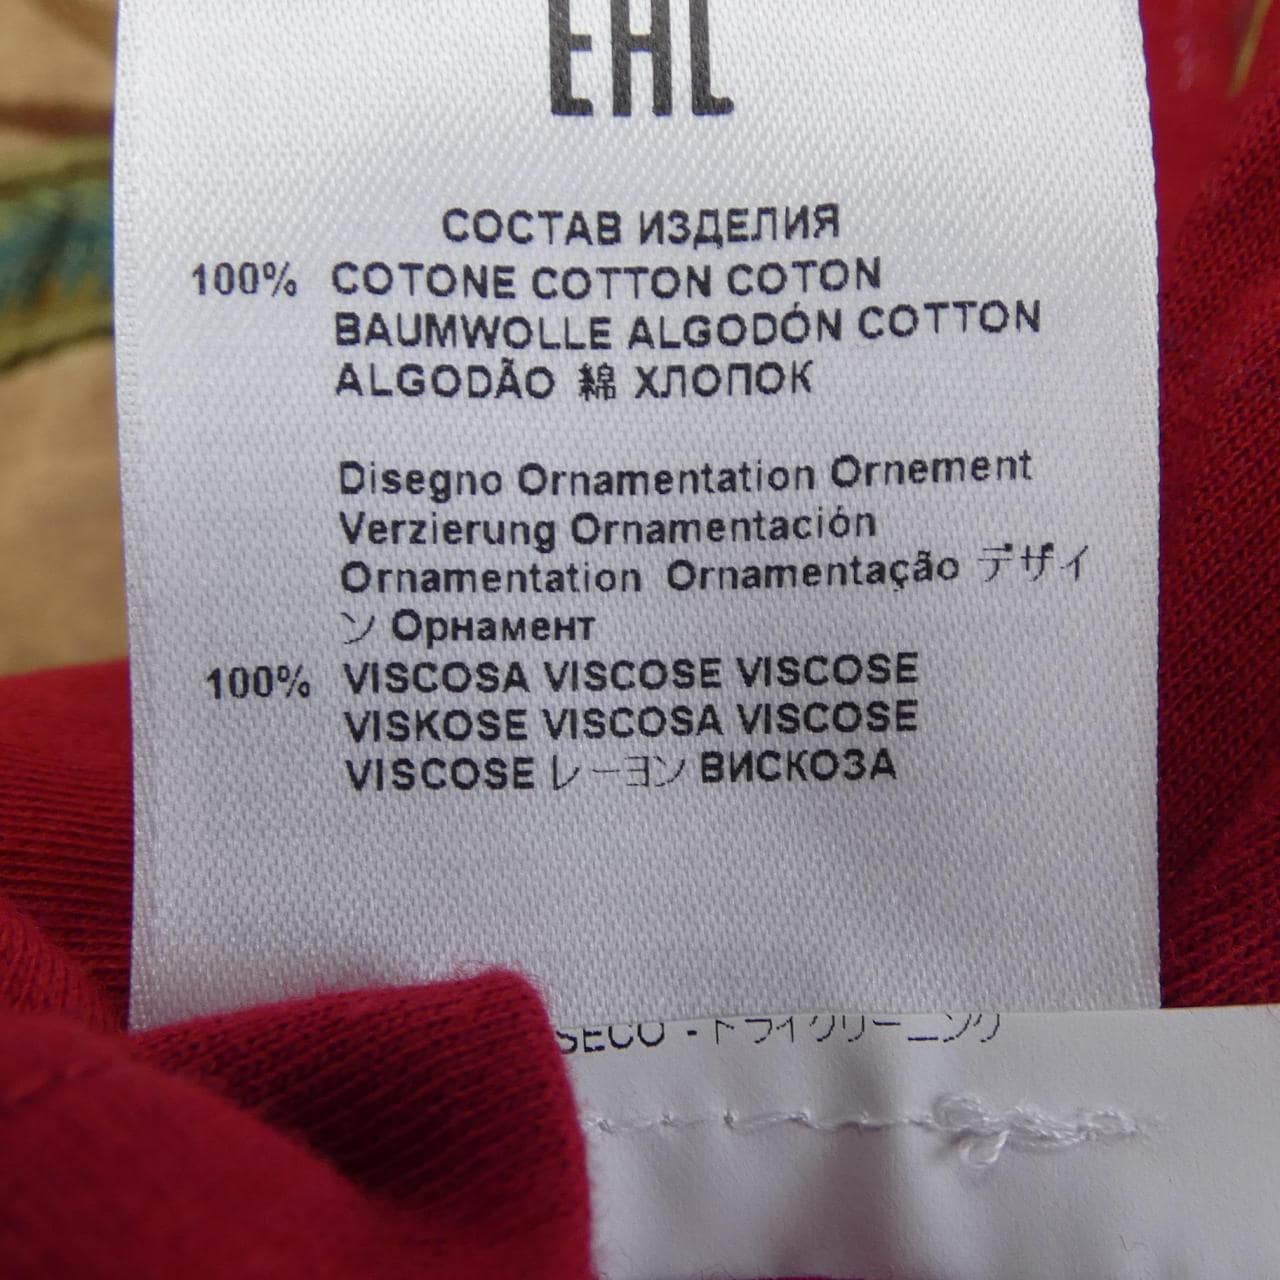 EAC
СОСТАВ ИЗДЕЛИЯ
100% COTONE COTTON COTON
BAUMWOLLE ALGODÓN COTTON
ALGODÃO 綿 ХЛОПОК
Disegno Ornamentation Ornement
Verzierung Ornamentación
Ornamentation Ornamentação デザイ
ン Орнамент
100% VISCOSA VISCOSE VISCOSE
VISKOSE VISCOSA VISCOSE
VISCOSE レーヨン ВИСКОЗА
SECO - ドライクリーニング